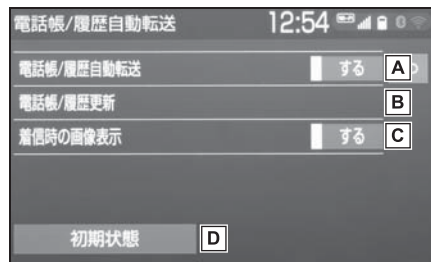 電話帳/履歴自動転送 12:54
電話帳/履歴自動転送 する A
電話帳/履歴更新 B
着信時の画像表示 する C
初期状態 D